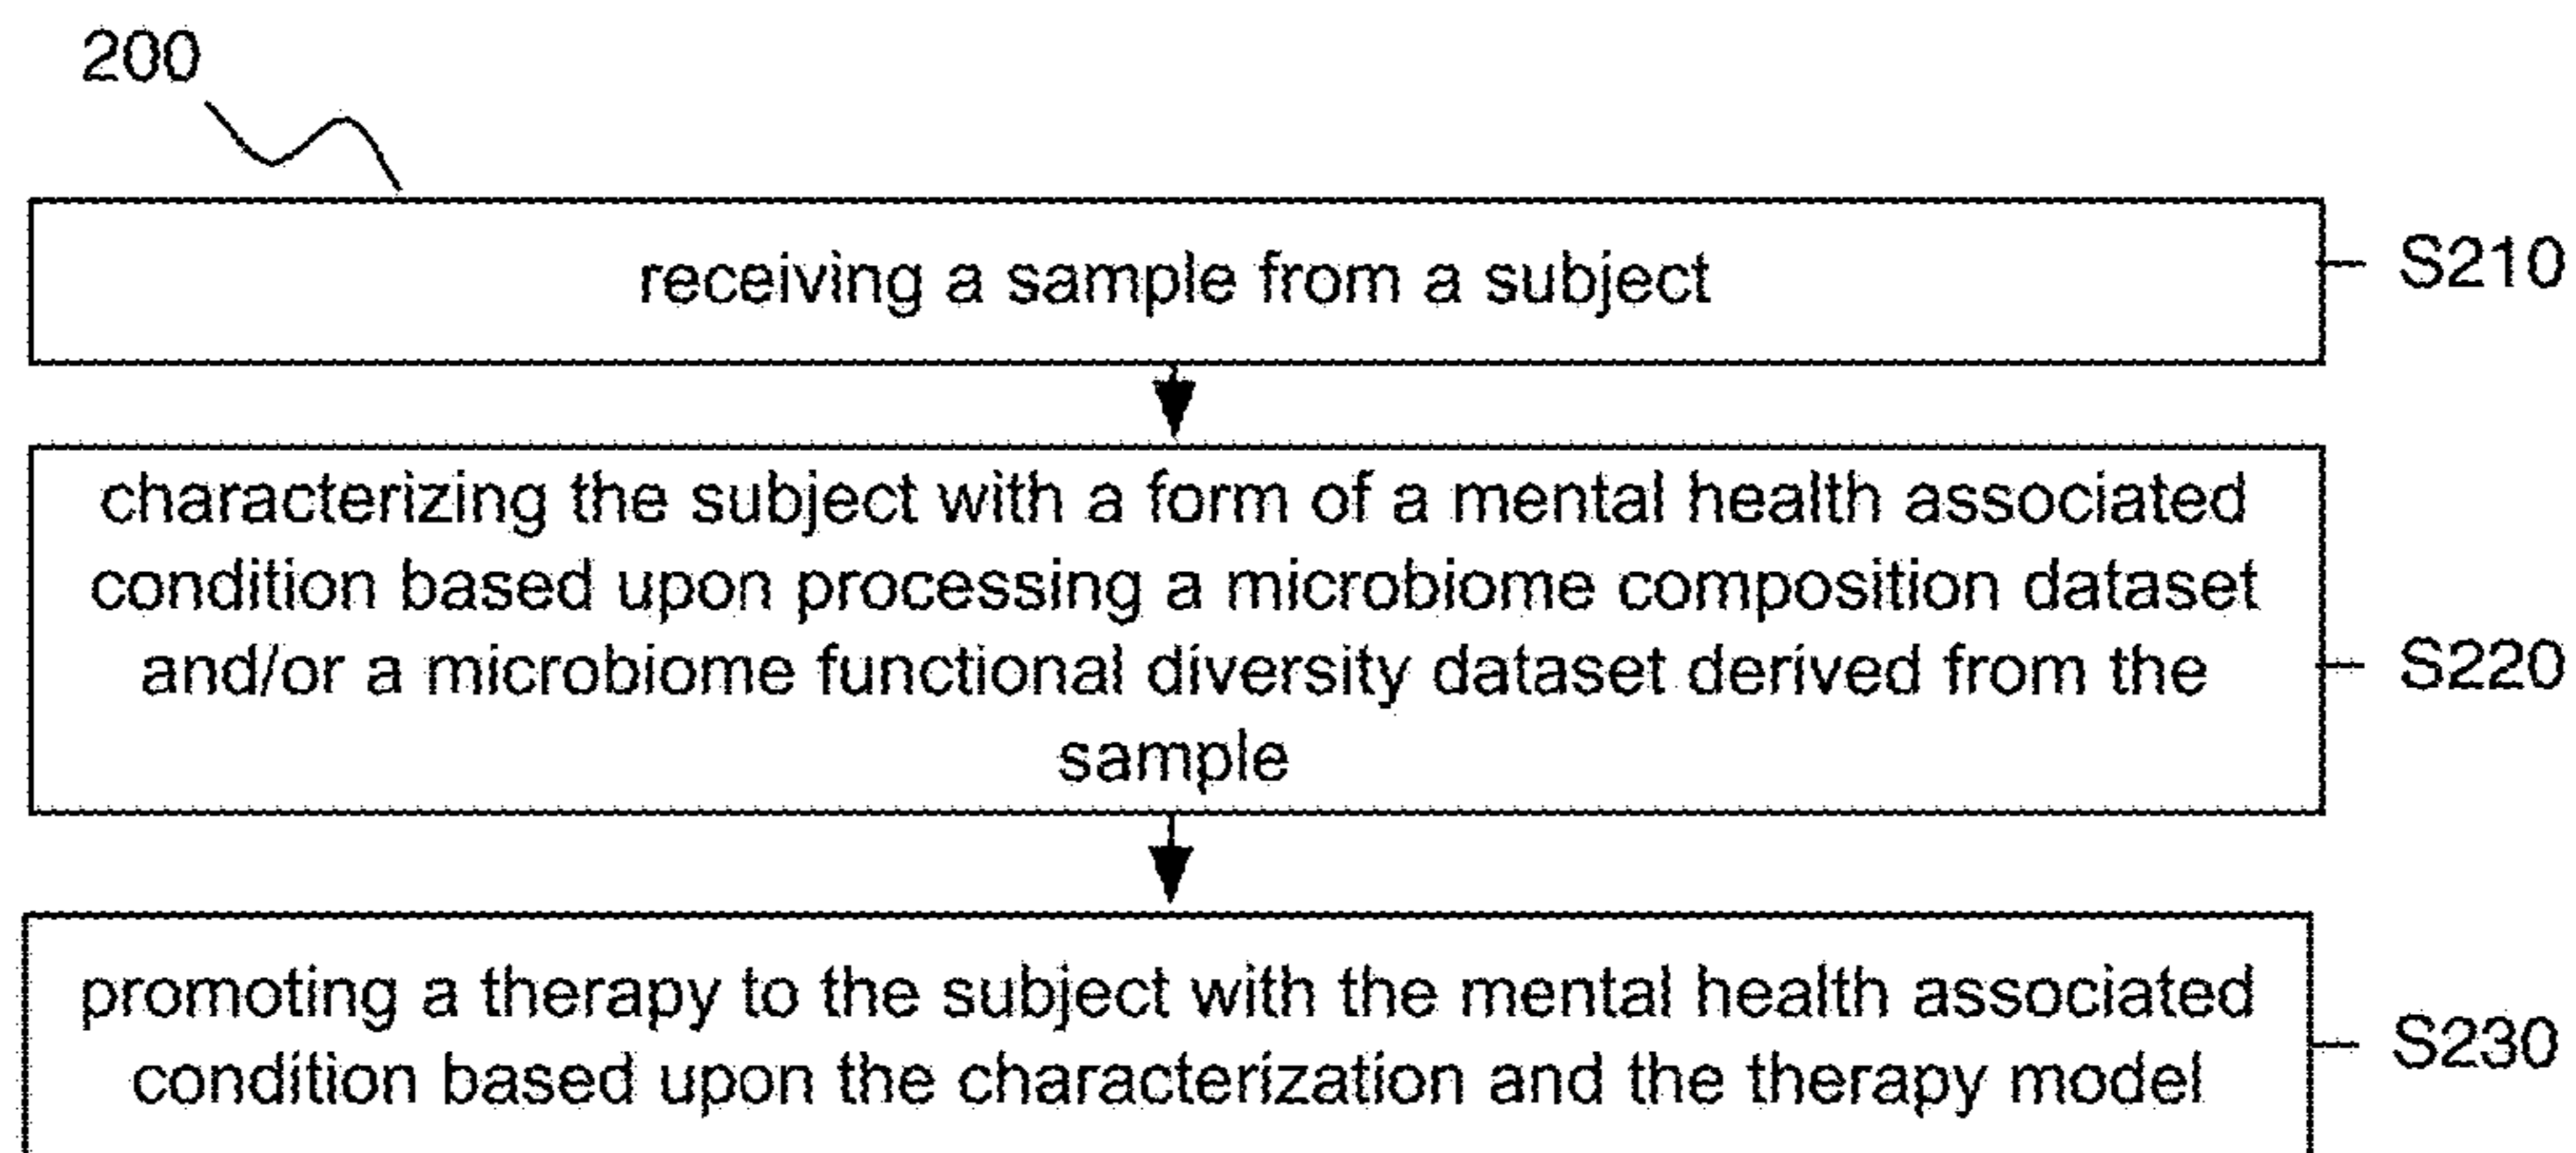 200
receiving a sample from a subject
S210
characterizing the subject with a form of a mental health associated
condition based upon processing a microbiome composition dataset
and/or a microbiome functional diversity dataset derived from the
sample
S220
promoting a therapy to the subject with the mental health associated
condition based upon the characterization and the therapy model
S230